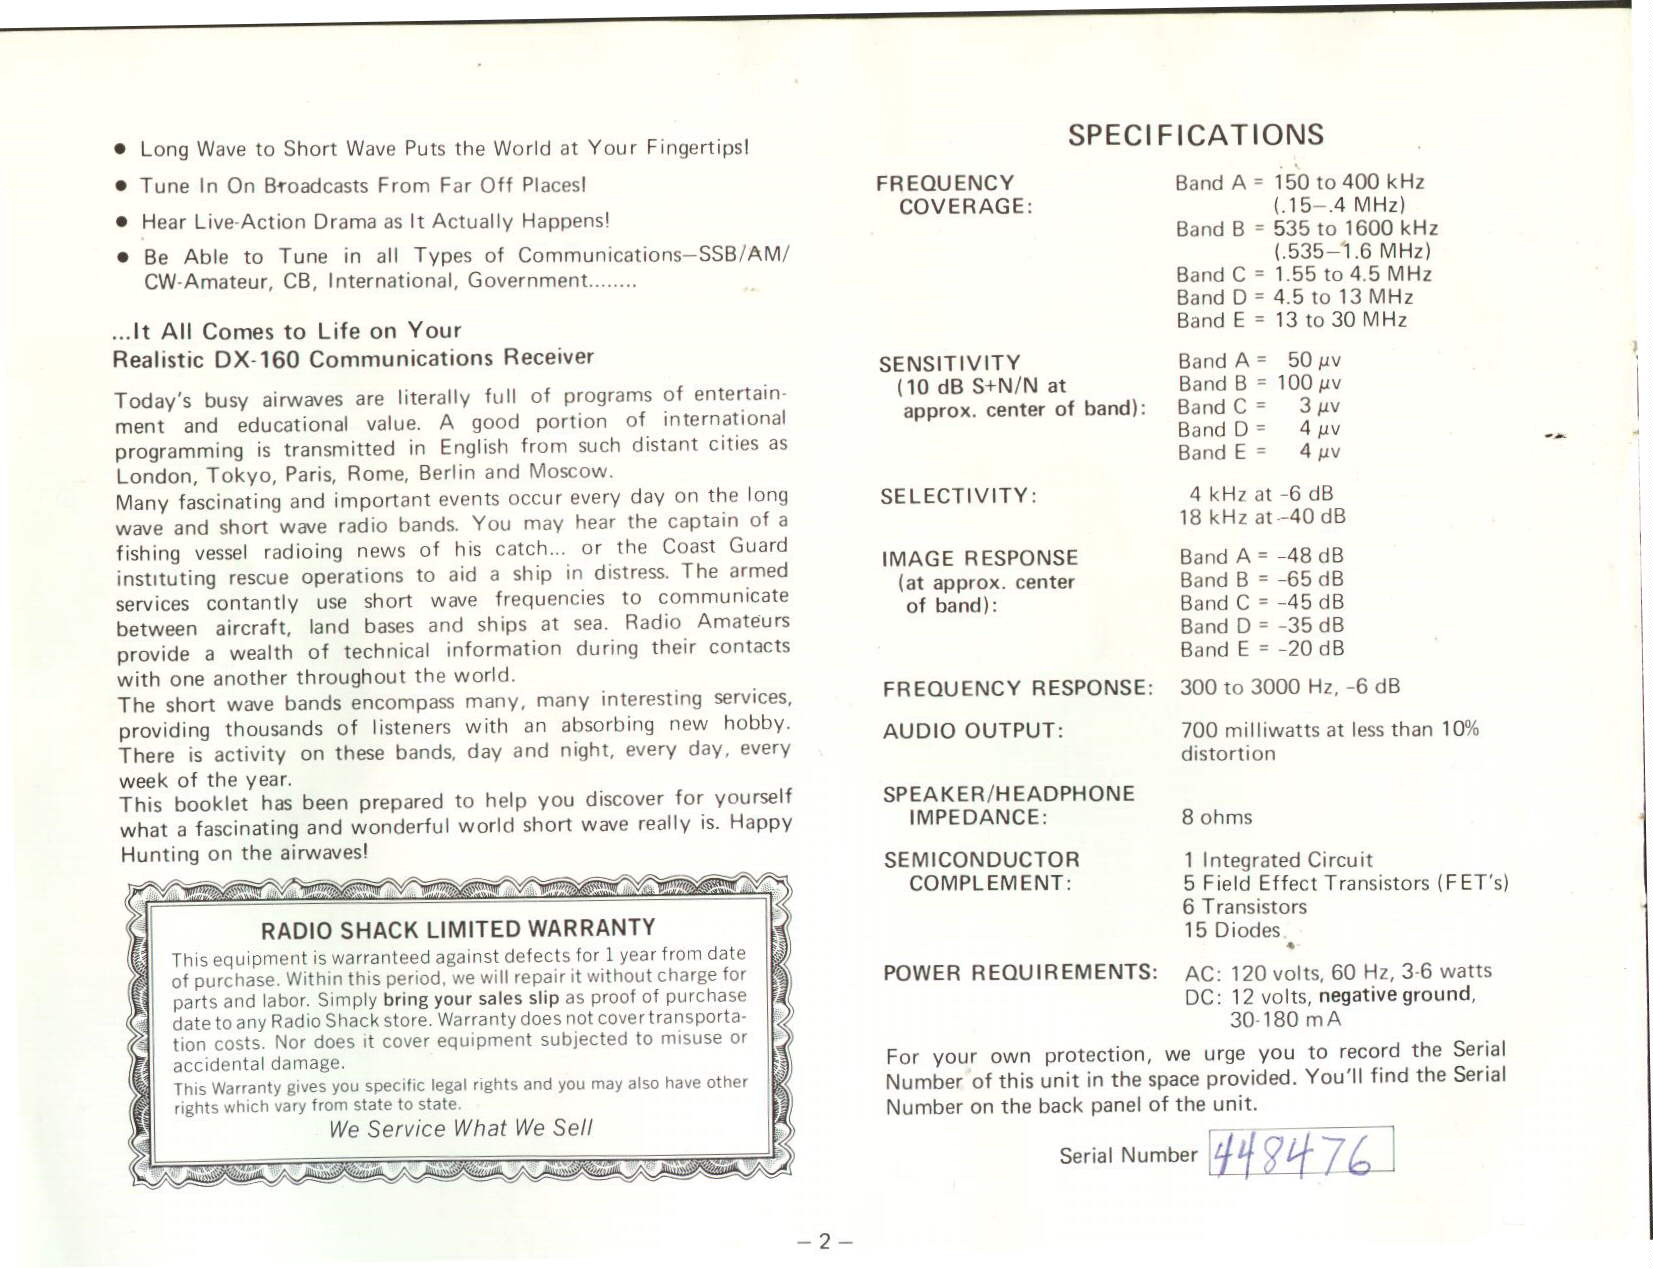 ● Long Wave to Short Wave Puts the World at Your Fingertips!
● Tune In On Broadcasts From Far Off Places!
● Hear Live-Action Drama as It Actually Happens!
● Be Able to Tune in all Types of Communications—SSB/AM/
CW-Amateur, CB, International, Government........
...It All Comes to Life on Your
Realistic DX-160 Communications Receiver
Today's busy airwaves are literally full of programs of entertain-
ment and educational value. A good portion of international
programming is transmitted in English from such distant cities as
London, Tokyo, Paris, Rome, Berlin and Moscow.
Many fascinating and important events occur every day on the long
wave and short wave radio bands. You may hear the captain of a
fishing vessel radioing news of his catch... or the Coast Guard
instituting rescue operations to aid a ship in distress. The armed
services contantly use short wave frequencies to communicate
between aircraft, land bases and ships at sea. Radio Amateurs
provide a wealth of technical information during their contacts
with one another throughout the world.
The short wave bands encompass many, many interesting services,
providing thousands of listeners with an absorbing new hobby.
There is activity on these bands, day and night, every day, every
week of the year.
This booklet has been prepared to help you discover for yourself
what a fascinating and wonderful world short wave really is. Happy
Hunting on the airwaves!
RADIO SHACK LIMITED WARRANTY
This equipment is warranteed against defects for 1 year from date
of purchase. Within this period, we will repair it without charge for
parts and labor. Simply bring your sales slip as proof of purchase
date to any Radio Shack store. Warranty does not cover transporta-
tion costs. Nor does it cover equipment subjected to misuse or
accidental damage.
This Warranty gives you specific legal rights and you may also have other
rights which vary from state to state.
We Service What We Sell
SPECIFICATIONS
FREQUENCY Band A = 150 to 400 kHz
COVERAGE: (.15—.4 MHz)
Band B = 535 to 1600 kHz
(.535—1.6 MHz)
Band C = 1.55 to 4.5 MHz
Band D = 4.5 to 13 MHz
Band E = 13 to 30 MHz
SENSITIVITY Band A = 50 μv
(10 dB S+N/N at Band B = 100 μv
approx. center of band): Band C = 3 μv
Band D = 4 μv
Band E = 4 μv
SELECTIVITY: 4 kHz at -6 dB
18 kHz at -40 dB
IMAGE RESPONSE Band A = -48 dB
(at approx. center Band B = -65 dB
of band): Band C = -45 dB
Band D = -35 dB
Band E = -20 dB
FREQUENCY RESPONSE: 300 to 3000 Hz, -6 dB
AUDIO OUTPUT: 700 milliwatts at less than 10%
distortion
SPEAKER/HEADPHONE
IMPEDANCE: 8 ohms
SEMICONDUCTOR 1 Integrated Circuit
COMPLEMENT: 5 Field Effect Transistors (FET's)
6 Transistors
15 Diodes
POWER REQUIREMENTS: AC: 120 volts, 60 Hz, 3-6 watts
DC: 12 volts, negative ground,
30-180 mA
For your own protection, we urge you to record the Serial
Number of this unit in the space provided. You'll find the Serial
Number on the back panel of the unit.
Serial Number 448476
— 2 —